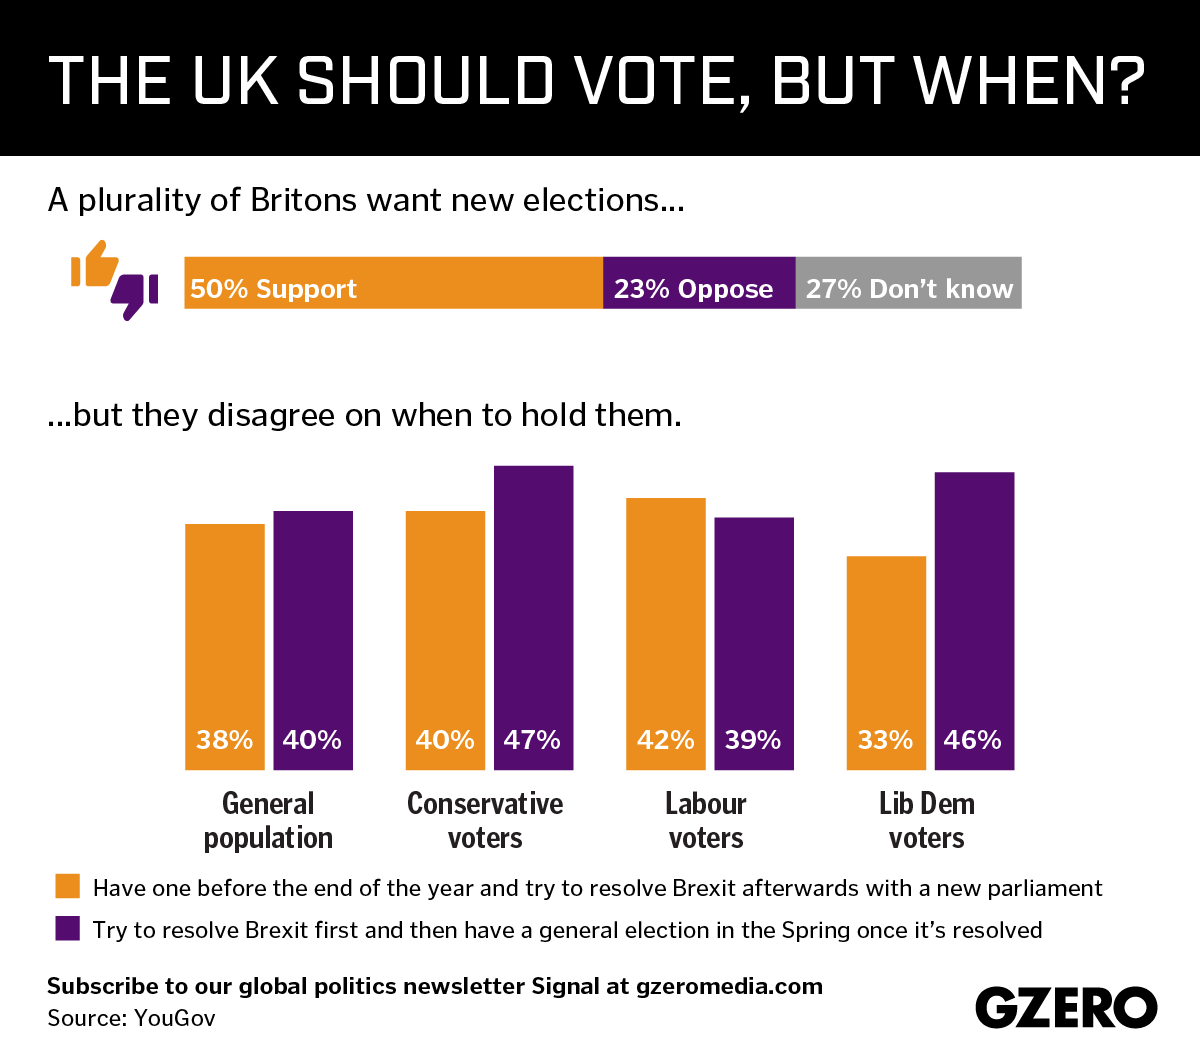 THE UK SHOULD VOTE, BUT WHEN?
A plurality of Britons want new elections...
50% Support 23% Oppose 27% Don't know
...but they disagree on when to hold them.
38% 40% 40% 47% 42% 39% 33% 46%
General population
Conservative voters
Labour voters
Lib Dem voters
Have one before the end of the year and try to resolve Brexit afterwards with a new parliament
Try to resolve Brexit first and then have a general election in the Spring once it's resolved
Subscribe to our global politics newsletter Signal at gzeromedia.com
Source: YouGov
GZERO